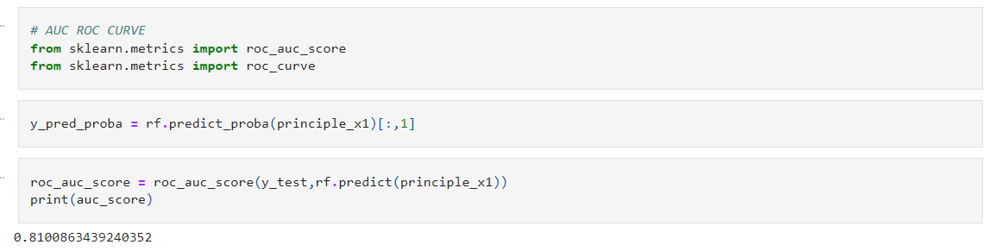 # AUC ROC CURVE
from sklearn.metrics import roc_auc_score
from sklearn.metrics import roc_curve
y_pred_proba = rf.predict_proba(principle_x1)[:,1]
roc_auc_score = roc_auc_score(y_test,rf.predict(principle_x1))
print(auc_score)
0.8100863439240352